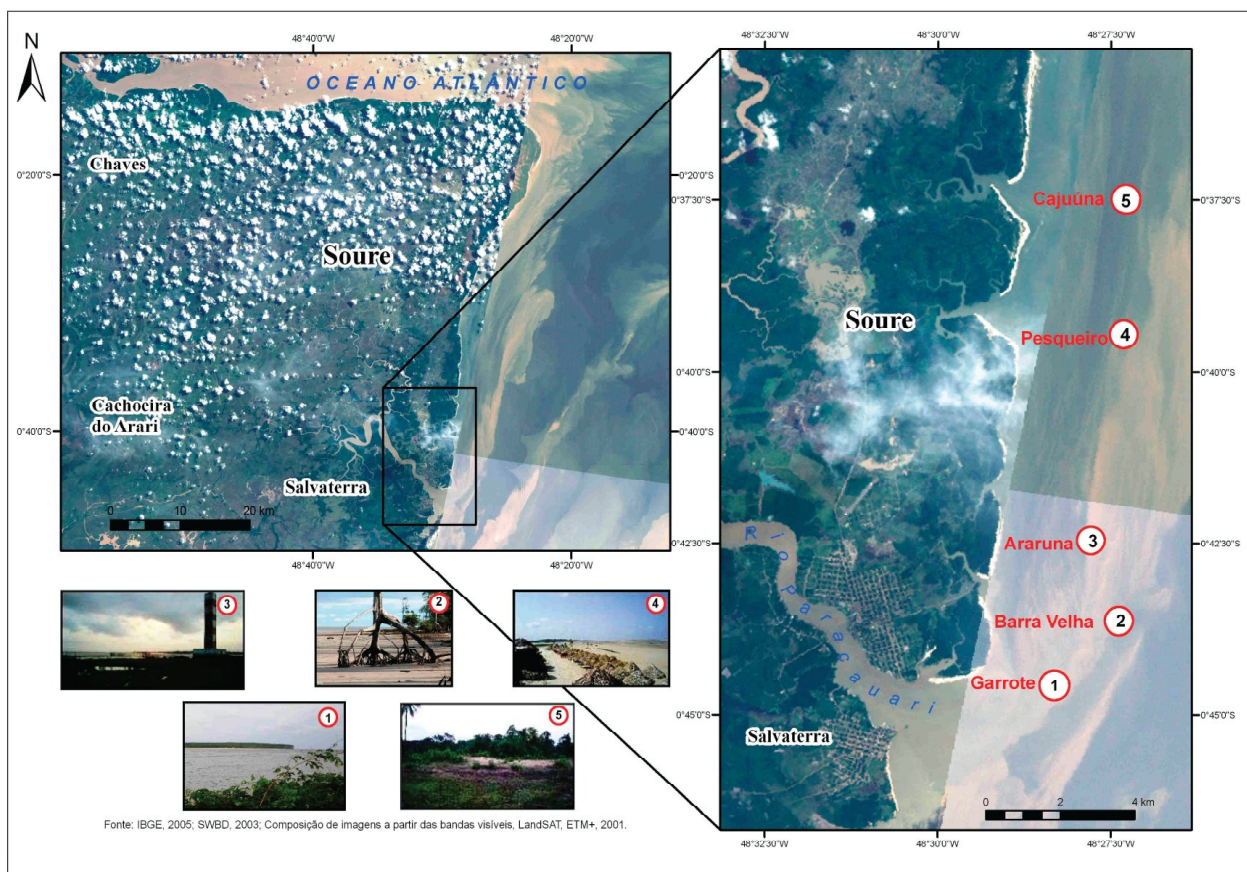 N
48°40'0"W
48°20'0"W
OCEANO ATLÂNTICO
Chaves
0°20'0"S
0°20'0"S
Soure
Cachoeira
do Arari
0°40'0"S
0°40'0"S
Salvaterra
0 10 20 km
48°40'0"W
48°20'0"W
3
2
4
1
5
Fonte: IBGE, 2005; SWBD, 2003; Composição de imagens a partir das bandas visíveis, LandSAT, ETM+, 2001.
48°32'30"W
48°30'0"W
48°27'30"W
0°37'30"S
Cajuúna 5
0°37'30"S
Soure
Pesqueiro 4
0°40'0"S
0°40'0"S
0°42'30"S
Araruna 3
0°42'30"S
Rio Paracauari
Barra Velha 2
Garrote 1
0°45'0"S
Salvaterra
0°45'0"S
0 2 4 km
48°32'30"W
48°30'0"W
48°27'30"W